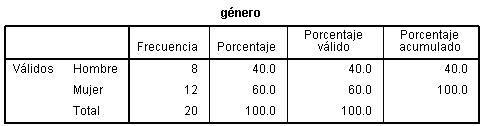 género
Frecuencia Porcentaje Porcentaje válido Porcentaje acumulado
Válidos Hombre 8 40.0 40.0 40.0
Mujer 12 60.0 60.0 100.0
Total 20 100.0 100.0